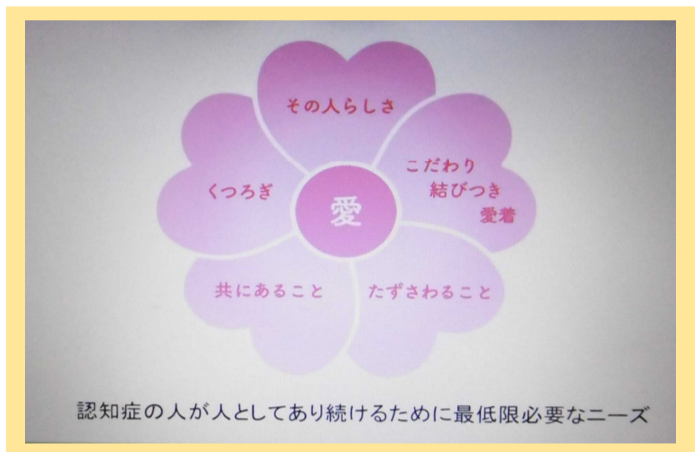 その人らしさ
こだわり
結びつき
愛着
くつろぎ
愛
共にあること
たずさわること
認知症の人が人としてあり続けるために最低限必要なニーズ